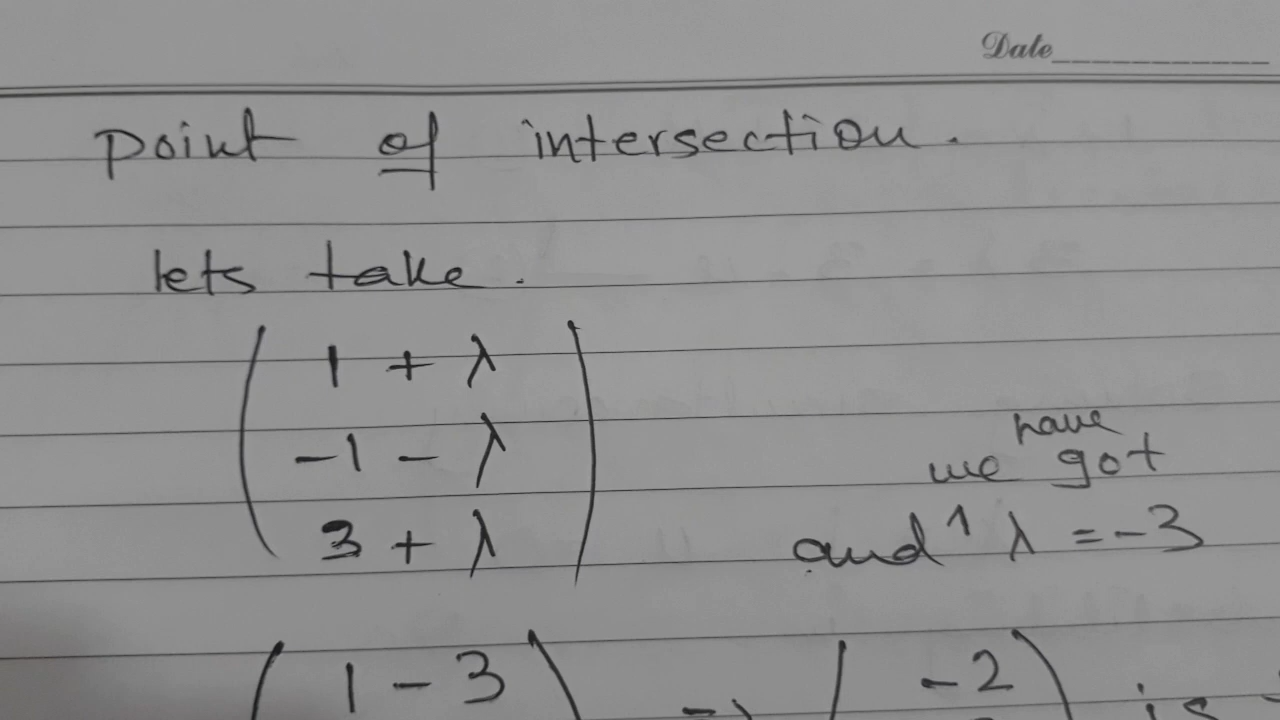 Date
point of intersection.
lets take.
1 + λ
-1 - λ
3 + λ
have
we got
and λ = -3
1 - 3
-2
is